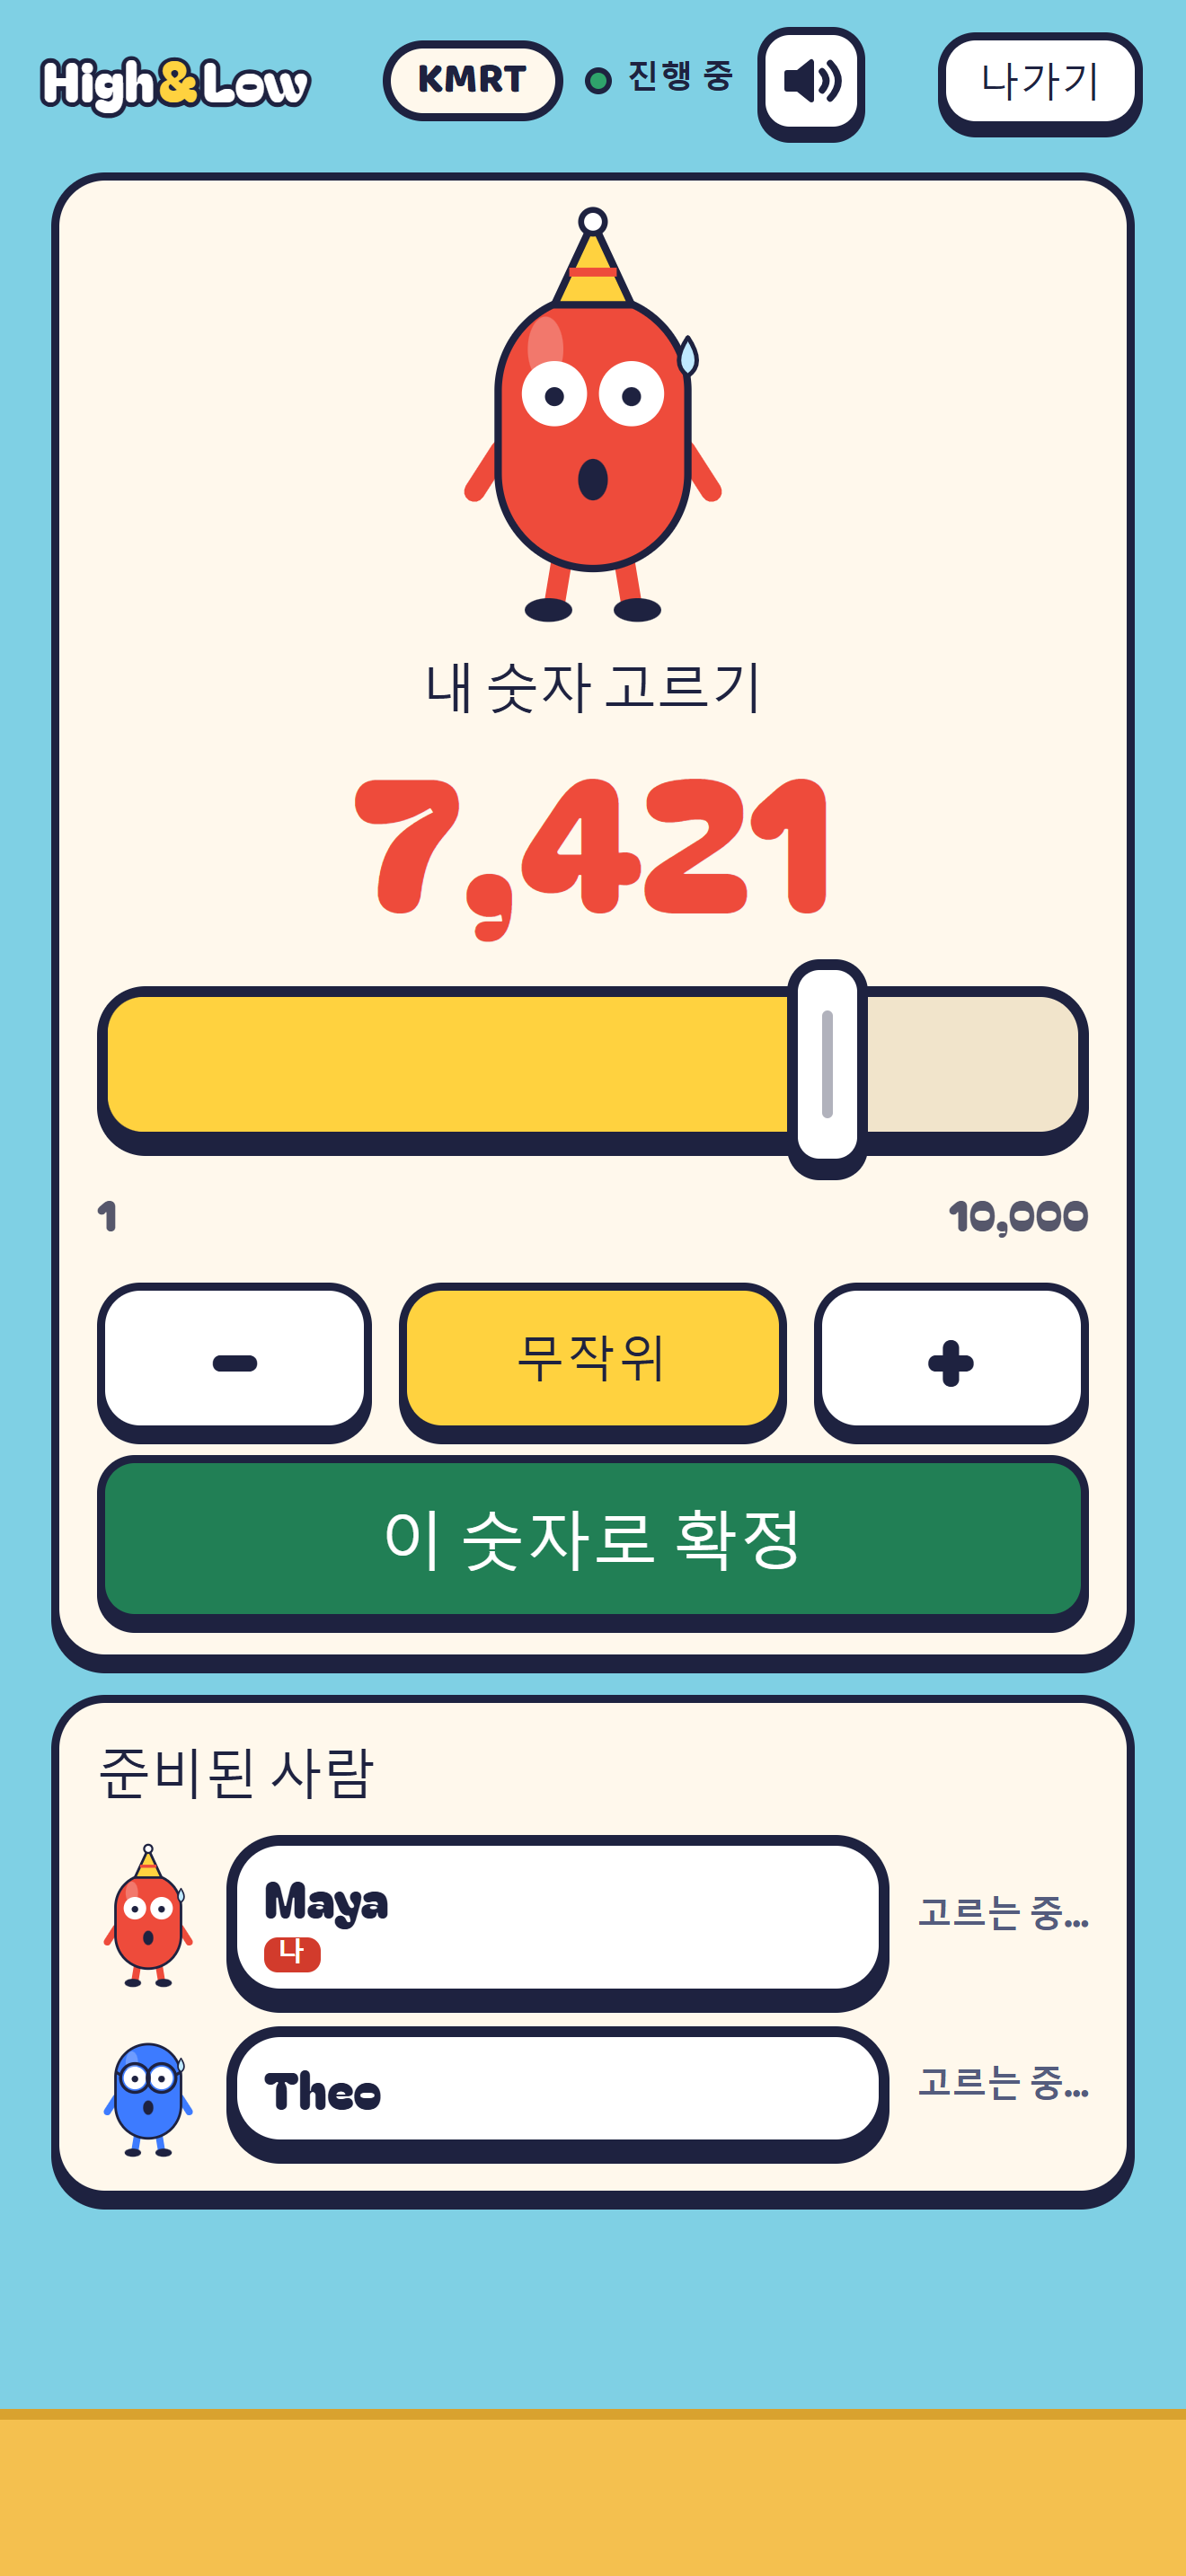 High & Low
KMRT
진행 중
나가기
내 숫자 고르기
7,421
1
10,000
무작위
이 숫자로 확정
준비된 사람
Maya
나
고르는 중...
Theo
고르는 중...